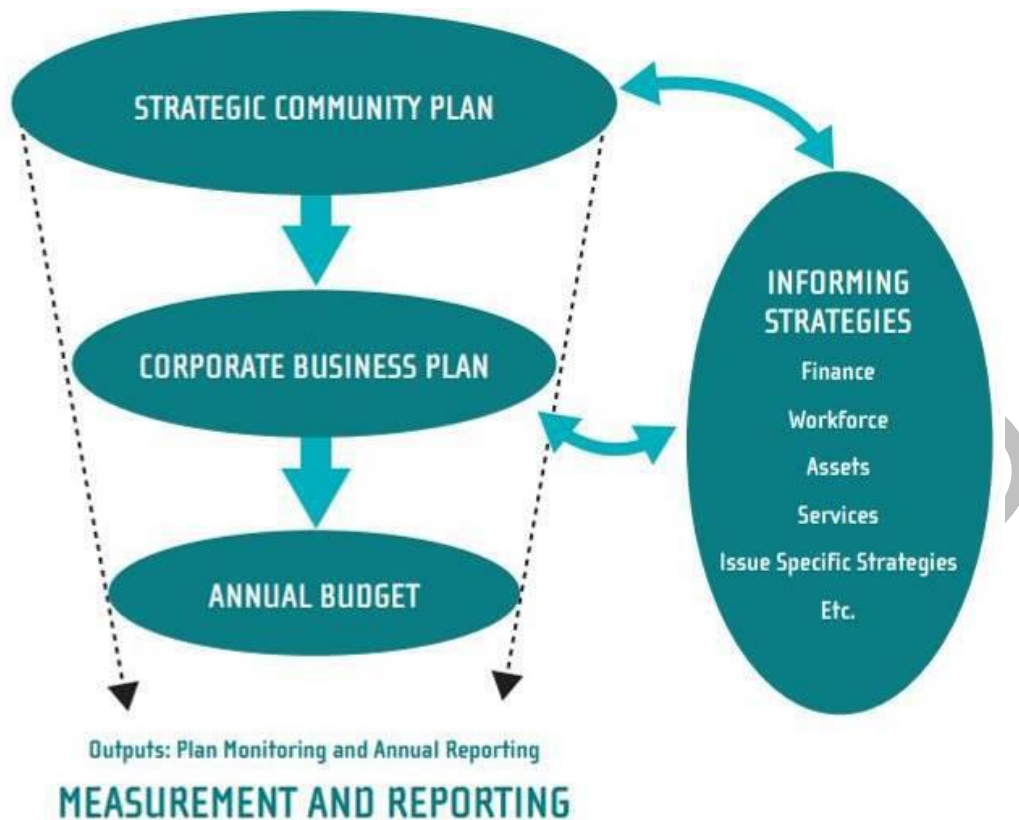 STRATEGIC COMMUNITY PLAN
CORPORATE BUSINESS PLAN
ANNUAL BUDGET
INFORMING
STRATEGIES
Finance
Workforce
Assets
Services
Issue Specific Strategies
Etc.
Outputs: Plan Monitoring and Annual Reporting
MEASUREMENT AND REPORTING